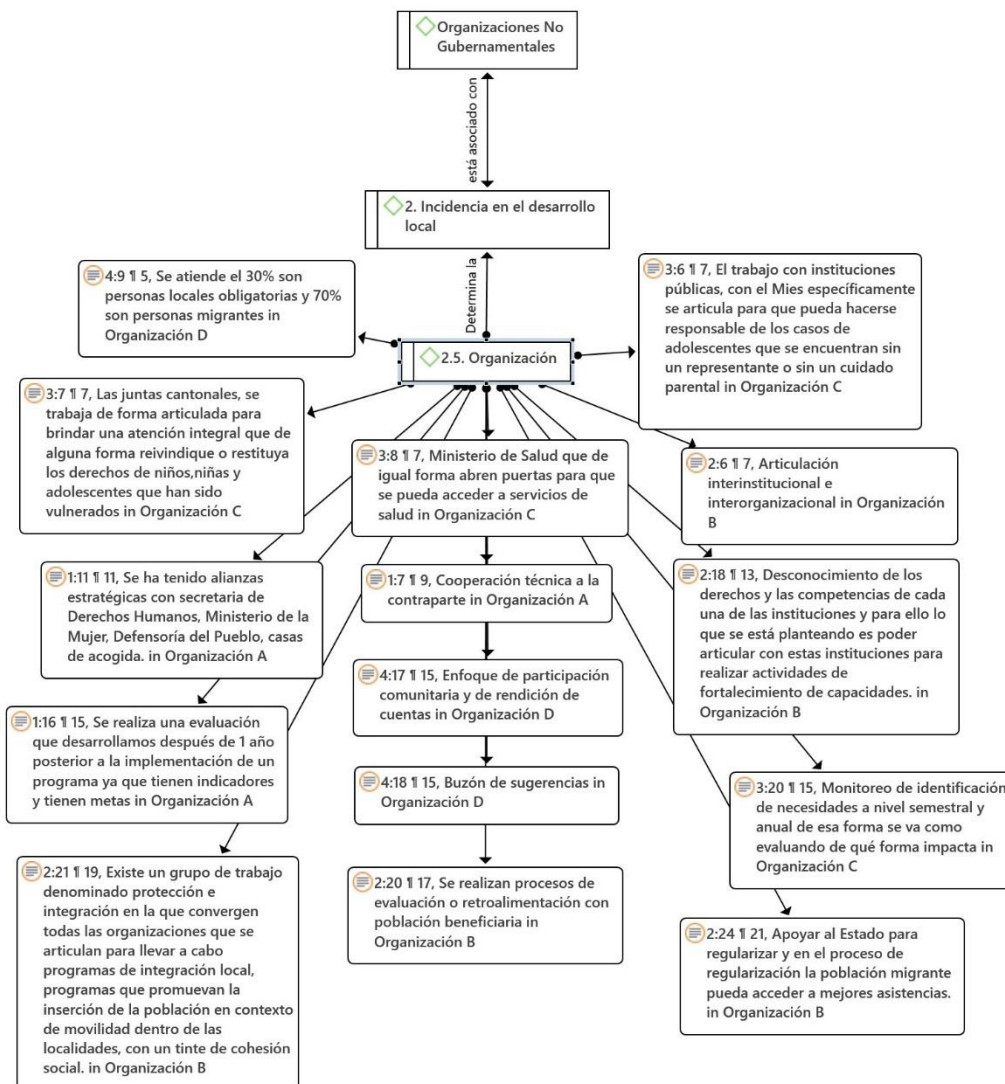 Organizaciones No
Gubernamentales
está asociado con
2. Incidencia en el desarrollo
local
Determina la
4:9 ¶ 5, Se atiende el 30% son
personas locales obligatorias y 70%
son personas migrantes in
Organización D
3:6 ¶ 7, El trabajo con instituciones
públicas, con el Mies específicamente
se articula para que pueda hacerse
responsable de los casos de
adolescentes que se encuentran sin
un representante o sin un cuidado
parental in Organización C
2.5. Organización
3:7 ¶ 7, Las juntas cantonales, se
trabaja de forma articulada para
brindar una atención integral que de
alguna forma reivindique o restituya
los derechos de niños,niñas y
adolescentes que han sido
vulnerados in Organización C
3:8 ¶ 7, Ministerio de Salud que de
igual forma abren puertas para que
se pueda acceder a servicios de
salud in Organización C
2:6 ¶ 7, Articulación
interinstitucional e
interorganizacional in Organización
B
1:11 ¶ 11, Se ha tenido alianzas
estratégicas con secretaria de
Derechos Humanos, Ministerio de la
Mujer, Defensoría del Pueblo, casas
de acogida. in Organización A
1:7 ¶ 9, Cooperación técnica a la
contraparte in Organización A
2:18 ¶ 13, Desconocimiento de los
derechos y las competencias de cada
una de las instituciones y para ello lo
que se está planteando es poder
articular con estas instituciones para
realizar actividades de
fortalecimiento de capacidades. in
Organización B
4:17 ¶ 15, Enfoque de participación
comunitaria y de rendición de
cuentas in Organización D
1:16 ¶ 15, Se realiza una evaluación
que desarrollamos después de 1 año
posterior a la implementación de un
programa ya que tienen indicadores
y tienen metas in Organización A
4:18 ¶ 15, Buzón de sugerencias in
Organización D
3:20 ¶ 15, Monitoreo de identificación
de necesidades a nivel semestral y
anual de esa forma se va como
evaluando de qué forma impacta in
Organización C
2:21 ¶ 19, Existe un grupo de trabajo
denominado protección e
integración en la que convergen
todas las organizaciones que se
articulan para llevar a cabo
programas de integración local,
programas que promuevan la
inserción de la población en contexto
de movilidad dentro de las
localidades, con un tinte de cohesión
social. in Organización B
2:20 ¶ 17, Se realizan procesos de
evaluación o retroalimentación con
población beneficiaria in
Organización B
2:24 ¶ 21, Apoyar al Estado para
regularizar y en el proceso de
regularización la población migrante
pueda acceder a mejores asistencias.
in Organización B